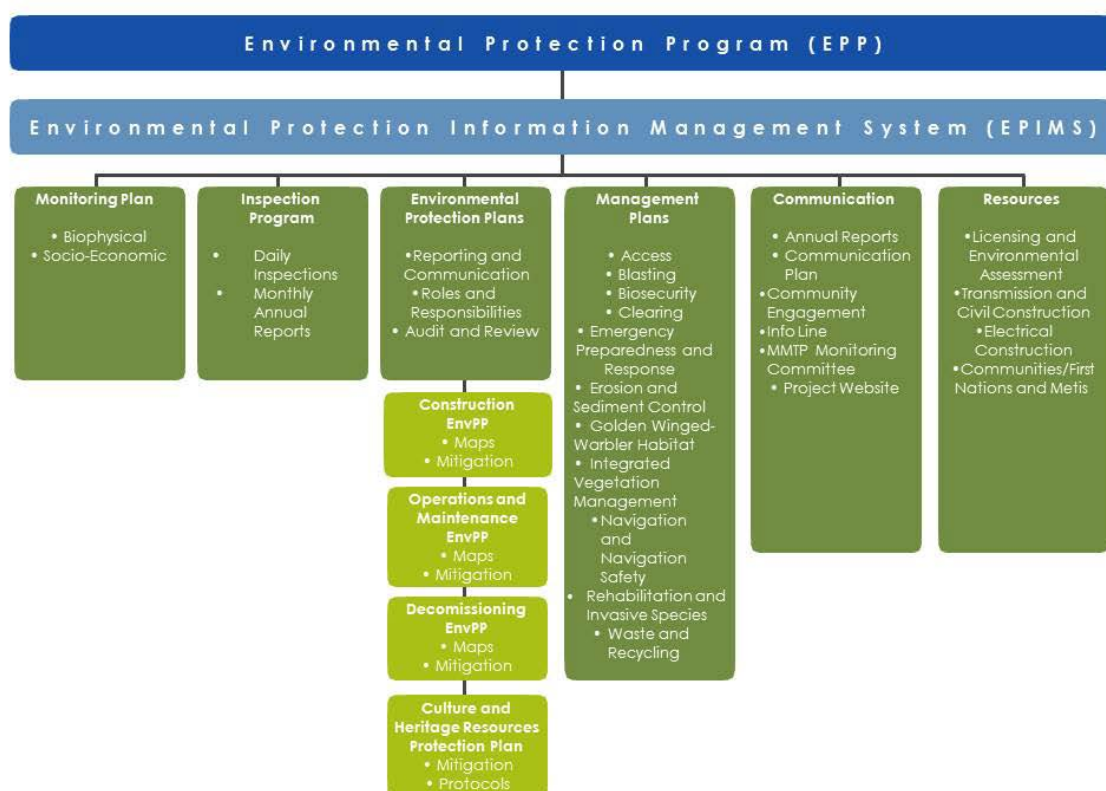 Environmental Protection Program (EPP)
Environmental Protection Information Management System (EPIMS)
Monitoring Plan
• Biophysical
• Socio-Economic
Inspection
Program
• Daily
Inspections
• Monthly
Annual
Reports
Environmental
Protection Plans
•Reporting and
Communication
•Roles and
Responsibilities
• Audit and Review
Construction
EnvPP
• Maps
• Mitigation
Operations and
Maintenance
EnvPP
• Maps
• Mitigation
Decomissioning
EnvPP
• Maps
• Mitigation
Culture and
Heritage Resources
Protection Plan
• Mitigation
• Protocols
Management
Plans
• Access
• Blasting
• Biosecurity
• Clearing
• Emergency
Preparedness and
Response
• Erosion and
Sediment Control
• Golden Winged-
Warbler Habitat
• Integrated
Vegetation
Management
•Navigation
and
Navigation
Safety
• Rehabilitation and
Invasive Species
• Waste and
Recycling
Communication
• Annual Reports
• Communication
Plan
•Community
Engagement
•Info Line
•MMTP Monitoring
Committee
• Project Website
Resources
•Licensing and
Environmental
Assessment
•Transmission and
Civil Construction
•Electrical
Construction
•Communities/First
Nations and Metis